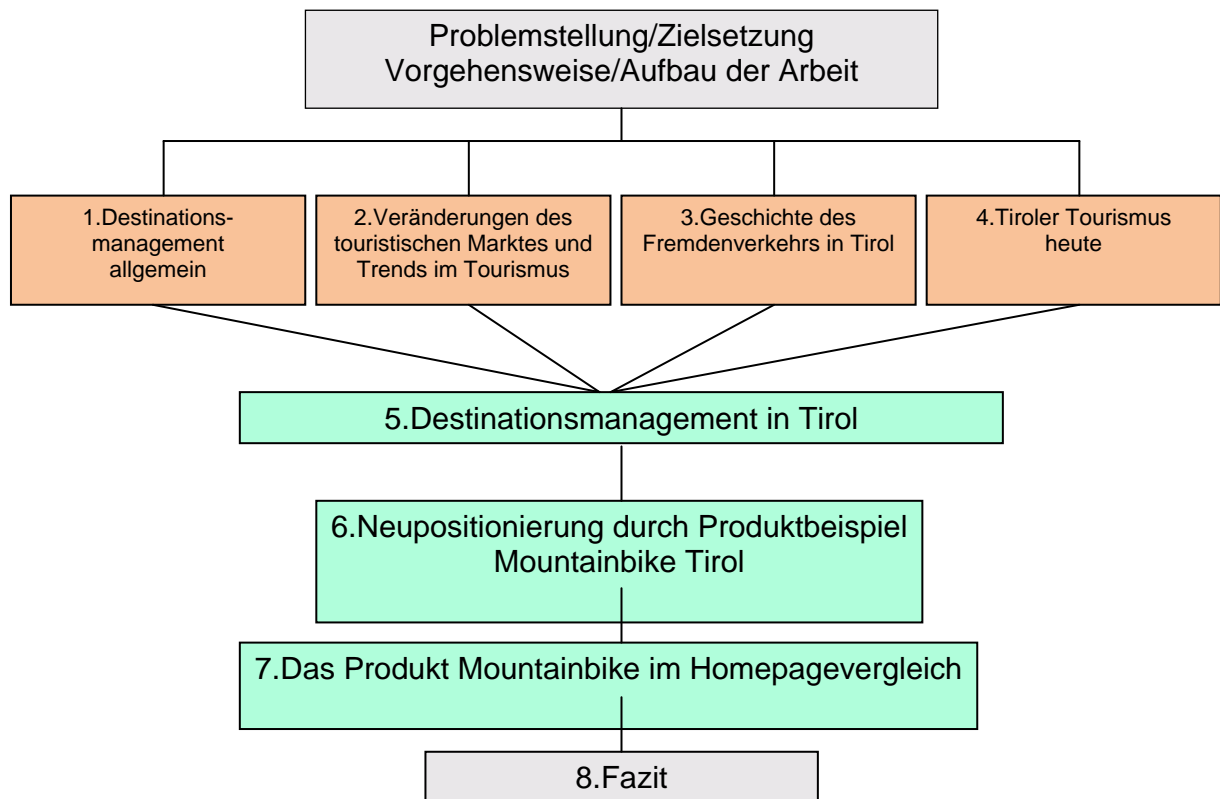 Problemstellung/Zielsetzung
Vorgehensweise/Aufbau der Arbeit
1.Destinations-
management
allgemein
2.Veränderungen des
touristischen Marktes und
Trends im Tourismus
3.Geschichte des
Fremdenverkehrs in Tirol
4.Tiroler Tourismus
heute
5.Destinationsmanagement in Tirol
6.Neupositionierung durch Produktbeispiel
Mountainbike Tirol
7.Das Produkt Mountainbike im Homepagevergleich
8.Fazit